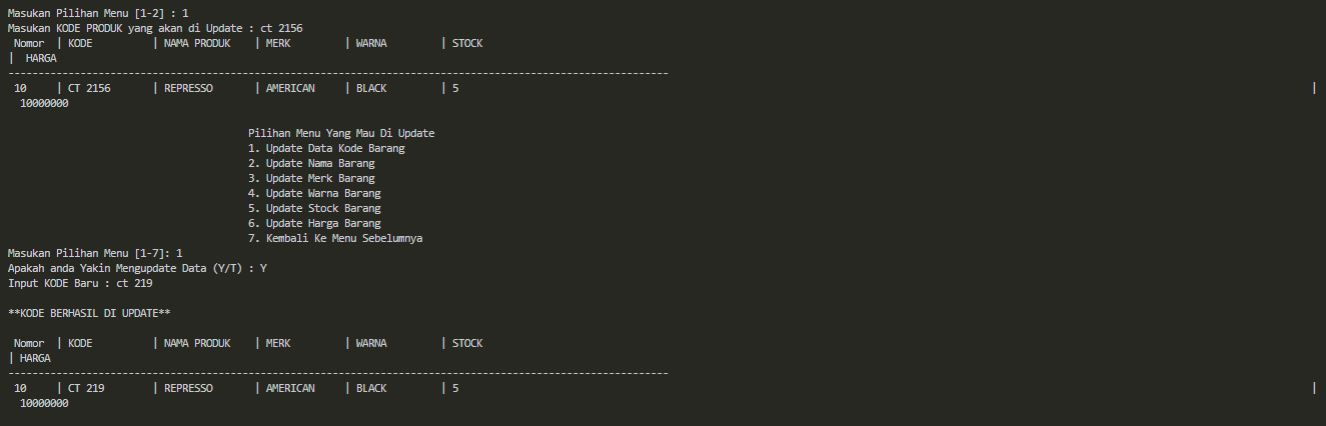 Masukan Pilihan Menu [1-2] : 1
Masukan KODE PRODUK yang akan di Update : ct 2156
Nomor | KODE | NAMA PRODUK | MERK | WARNA | STOCK
| HARGA
--------------------------------------------------------------------------------------------------------------
10 | CT 2156 | REPRESSO | AMERICAN | BLACK | 5 |
10000000
Pilihan Menu Yang Mau Di Update
1. Update Data Kode Barang
2. Update Nama Barang
3. Update Merk Barang
4. Update Warna Barang
5. Update Stock Barang
6. Update Harga Barang
7. Kembali Ke Menu Sebelumnya
Masukan Pilihan Menu [1-7]: 1
Apakah anda Yakin Mengupdate Data (Y/T) : Y
Input KODE Baru : ct 219
**KODE BERHASIL DI UPDATE**
Nomor | KODE | NAMA PRODUK | MERK | WARNA | STOCK
| HARGA
--------------------------------------------------------------------------------------------------------------
10 | CT 219 | REPRESSO | AMERICAN | BLACK | 5 |
10000000